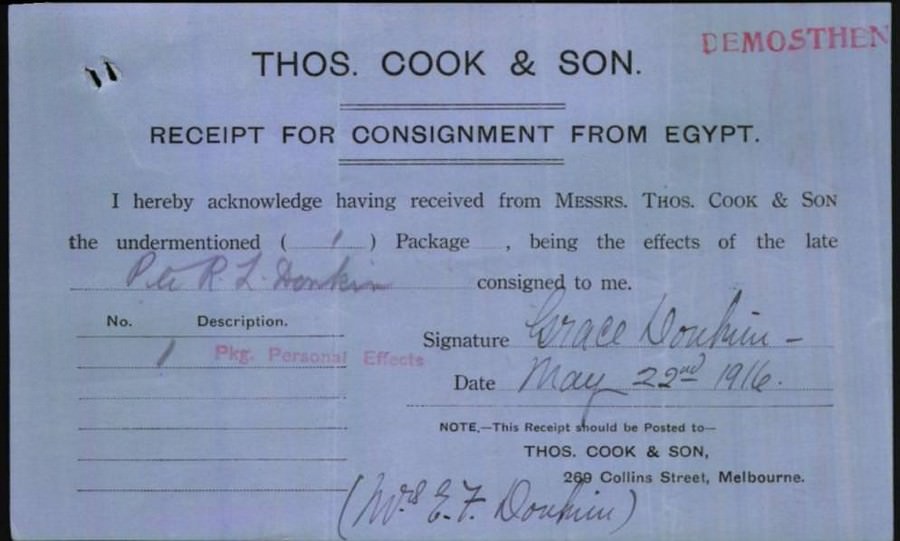 DEMOSTHEN
THOS. COOK & SON.
RECEIPT FOR CONSIGNMENT FROM EGYPT.
I hereby acknowledge having received from MESSRS. THOS. COOK & SON
the undermentioned ( 1 ) Package , being the effects of the late
Pte R. L. Donkin consigned to me.
No. Description.
1 Pkg. Personal Effects
Signature Grace Donkin -
Date May 22nd 1916.
NOTE.—This Receipt should be Posted to—
THOS. COOK & SON,
269 Collins Street, Melbourne.
(Mrs E. F. Donkin)